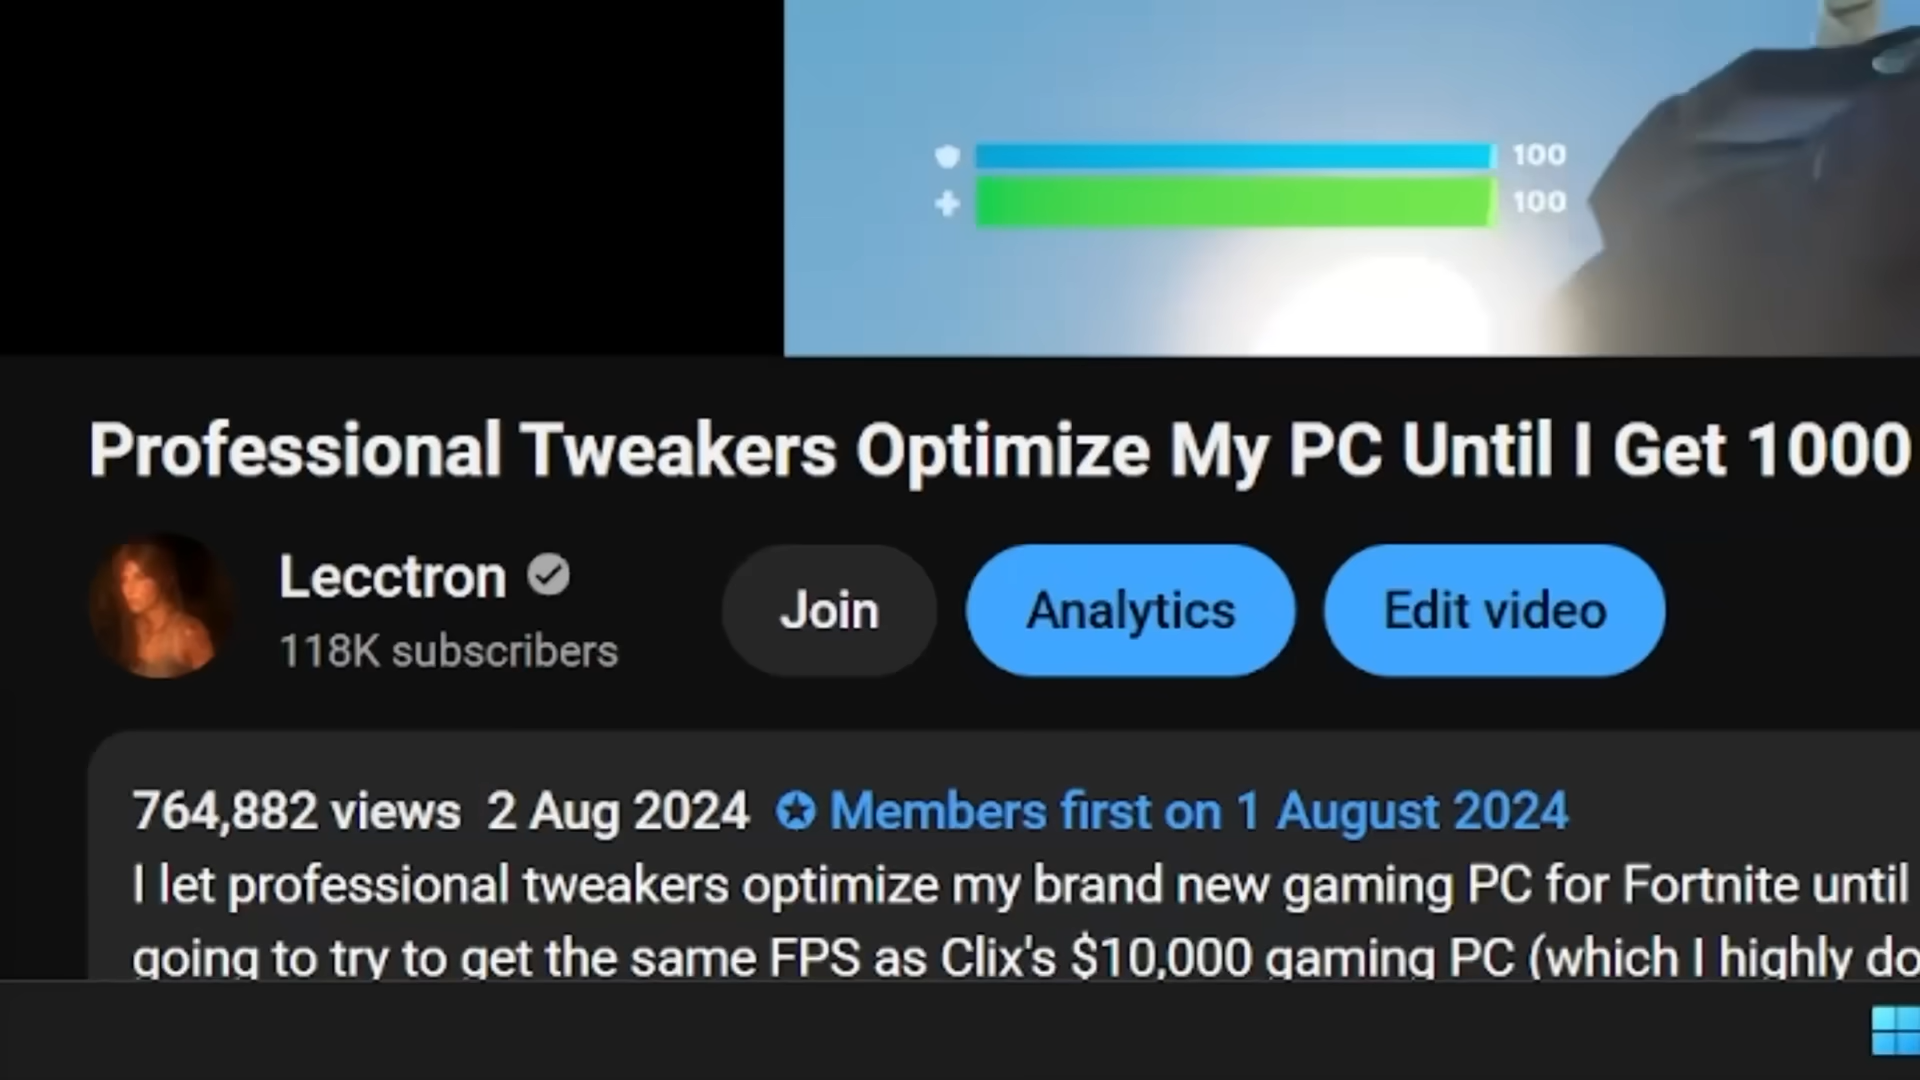 100
100
Professional Tweakers Optimize My PC Until I Get 1000
Lecctron
118K subscribers
Join
Analytics
Edit video
764,882 views 2 Aug 2024 Members first on 1 August 2024
I let professional tweakers optimize my brand new gaming PC for Fortnite until
going to try to get the same FPS as Clix's $10,000 gaming PC (which I highly do